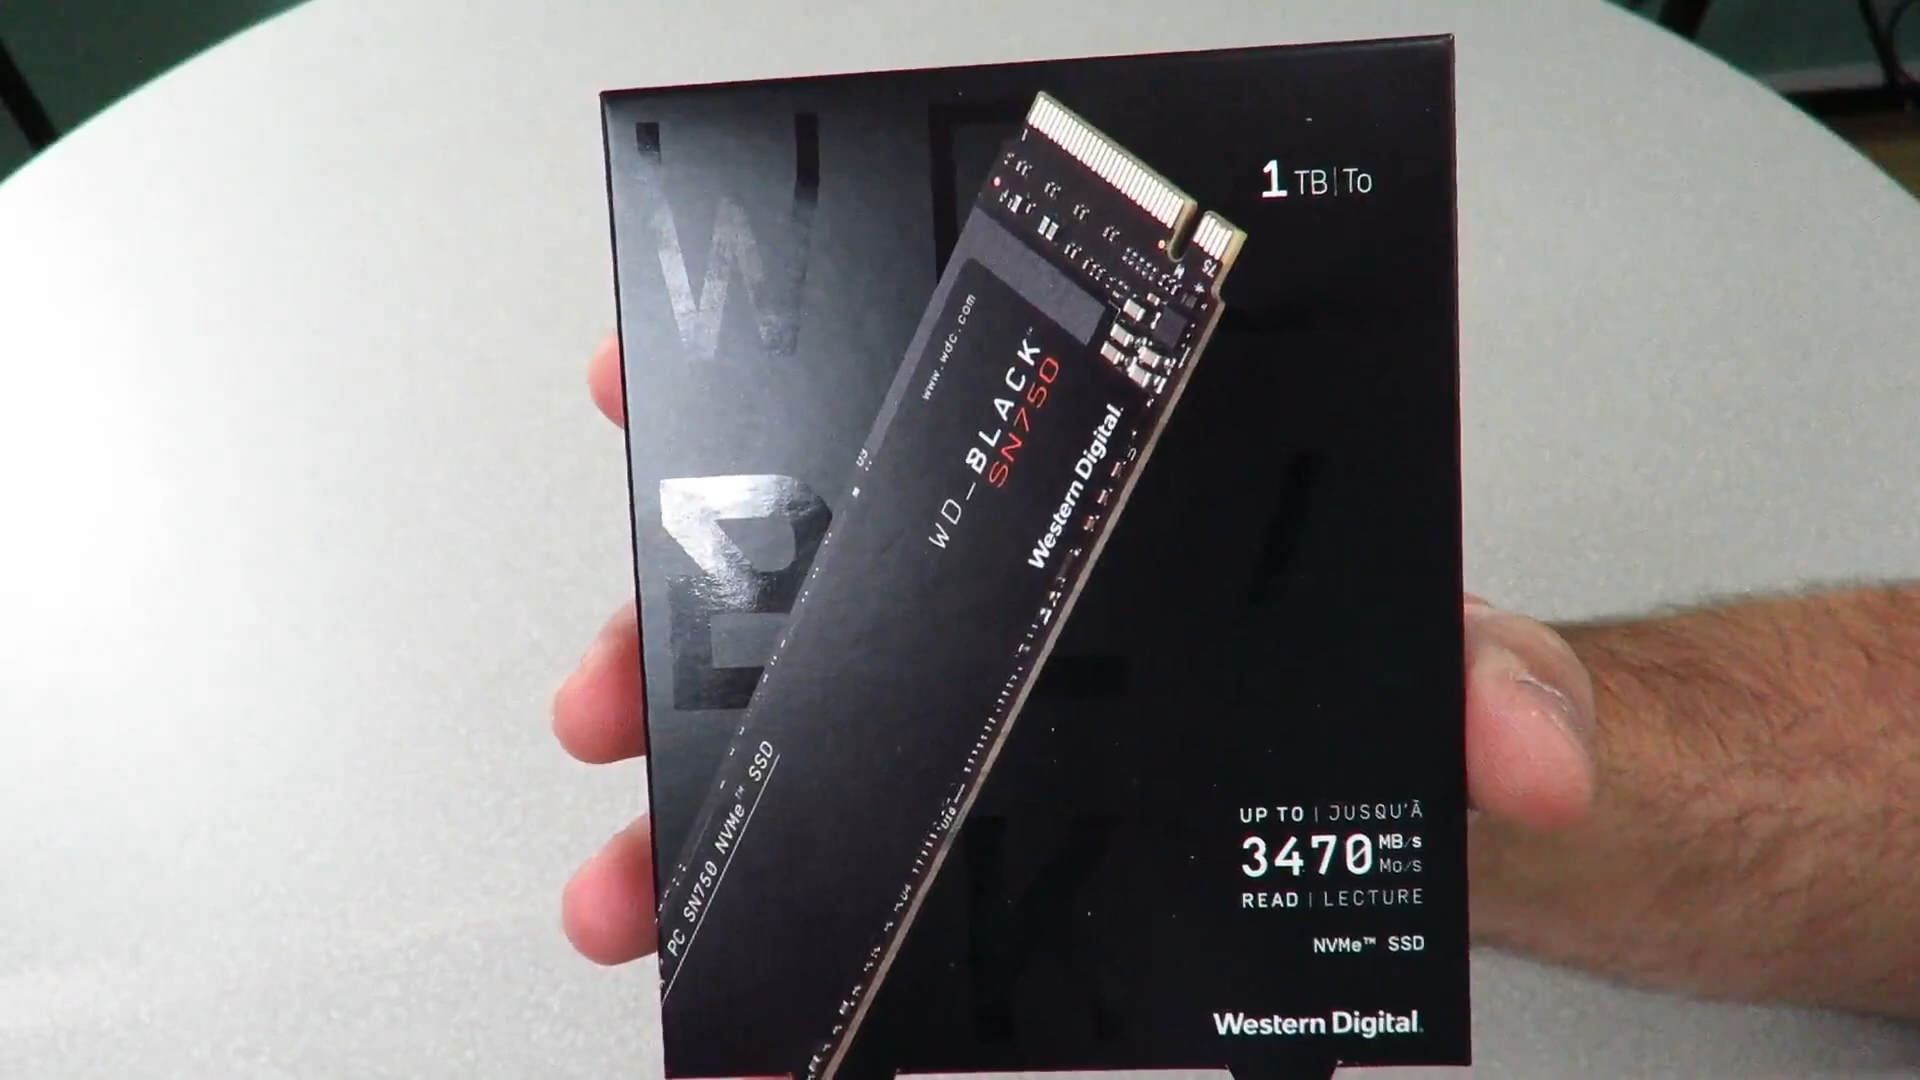 1 TB|To
www.wdc.com
WD_BLACK™
SN750
Western Digital.
PC SN750 NVMe™ SSD
UP TO | JUSQU'À
3470 MB/s
Mo/s
READ | LECTURE
NVMe™ SSD
Western Digital.